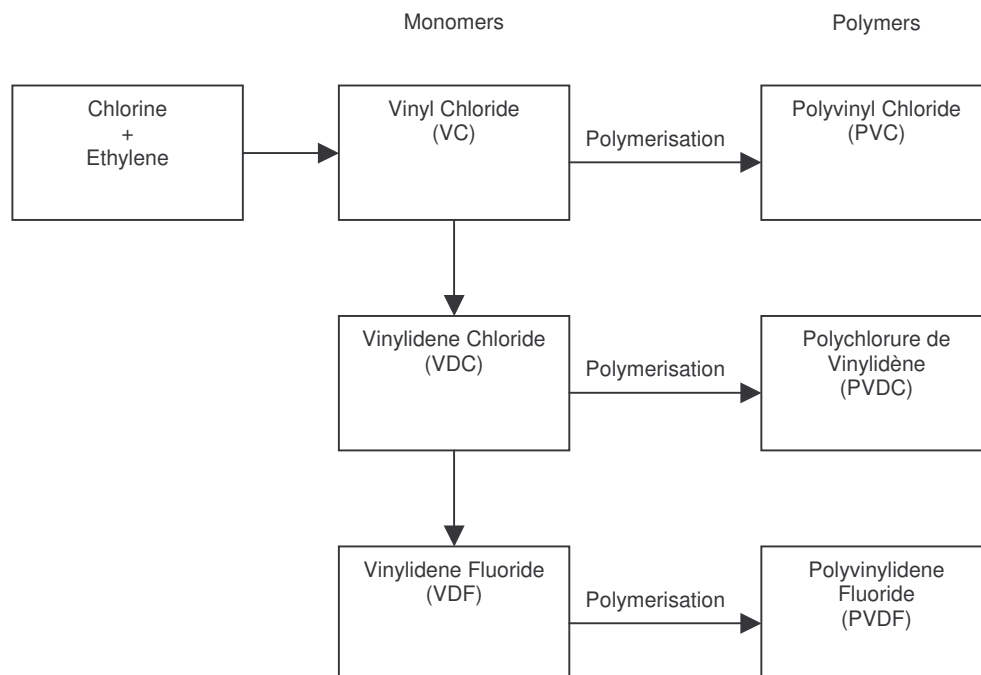 Monomers
Polymers
Chlorine
+
Ethylene
Vinyl Chloride
(VC)
Polymerisation
Polyvinyl Chloride
(PVC)
Vinylidene Chloride
(VDC)
Polymerisation
Polychlorure de
Vinylidène
(PVDC)
Vinylidene Fluoride
(VDF)
Polymerisation
Polyvinylidene
Fluoride
(PVDF)